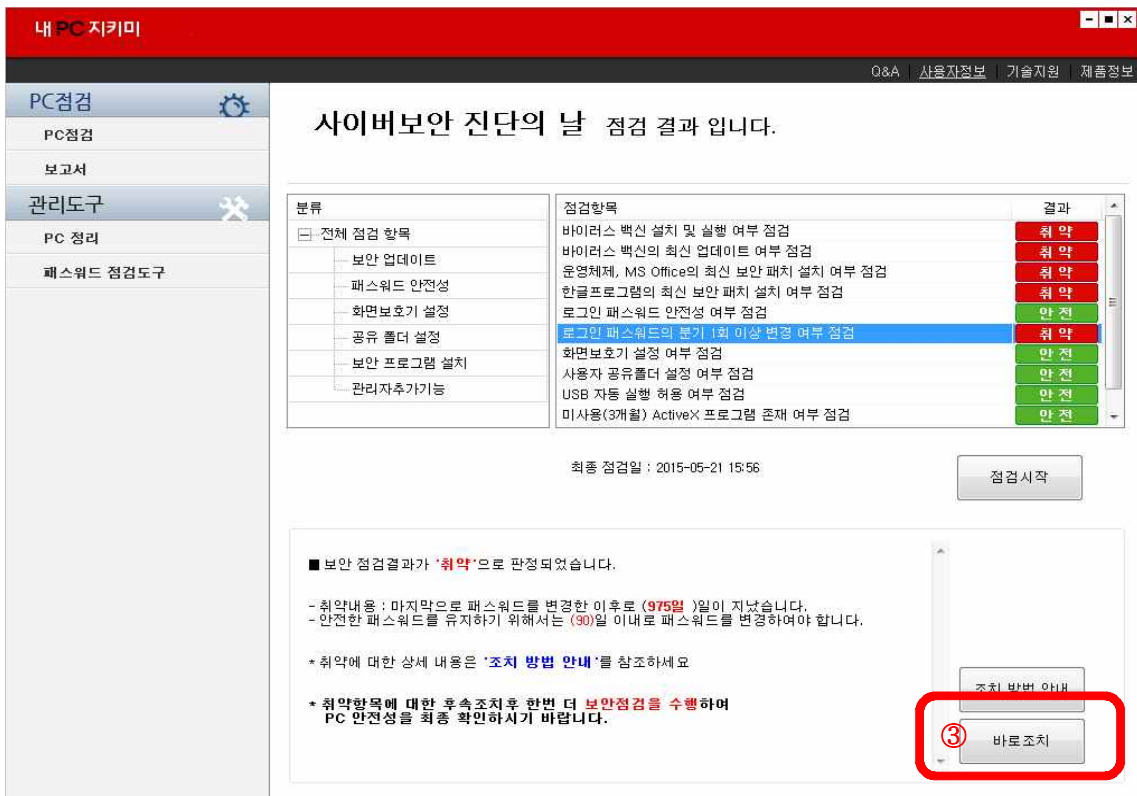 내PC지키미
Q&A 사용자정보 기술지원 제품정보
PC점검
PC점검
보고서
관리도구
PC 정리
패스워드 점검도구
사이버보안 진단의 날 점검 결과 입니다.
분류
전체 점검 항목
보안 업데이트
패스워드 안전성
화면보호기 설정
공유 폴더 설정
보안 프로그램 설치
관리자추가기능
점검항목 결과
바이러스 백신 설치 및 실행 여부 점검 취 약
바이러스 백신의 최신 업데이트 여부 점검 취 약
운영체제, MS Office의 최신 보안 패치 설치 여부 점검 취 약
한글프로그램의 최신 보안 패치 설치 여부 점검 취 약
로그인 패스워드 안전성 여부 점검 안 전
로그인 패스워드의 분기 1회 이상 변경 여부 점검 취 약
화면보호기 설정 여부 점검 안 전
사용자 공유폴더 설정 여부 점검 안 전
USB 자동 실행 허용 여부 점검 안 전
미사용(3개월) ActiveX 프로그램 존재 여부 점검 안 전
최종 점검일 : 2015-05-21 15:56
점검시작
■ 보안 점검결과가 '취약'으로 판정되었습니다.
- 취약내용 : 마지막으로 패스워드를 변경한 이후로 (975일 )일이 지났습니다.
- 안전한 패스워드를 유지하기 위해서는 (90)일 이내로 패스워드를 변경하여야 합니다.
* 취약에 대한 상세 내용은 '조치 방법 안내'를 참조하세요
* 취약항목에 대한 후속조치후 한번 더 보안점검을 수행하여
PC 안전성을 최종 확인하시기 바랍니다.
조치 방법 안내
③ 바로조치